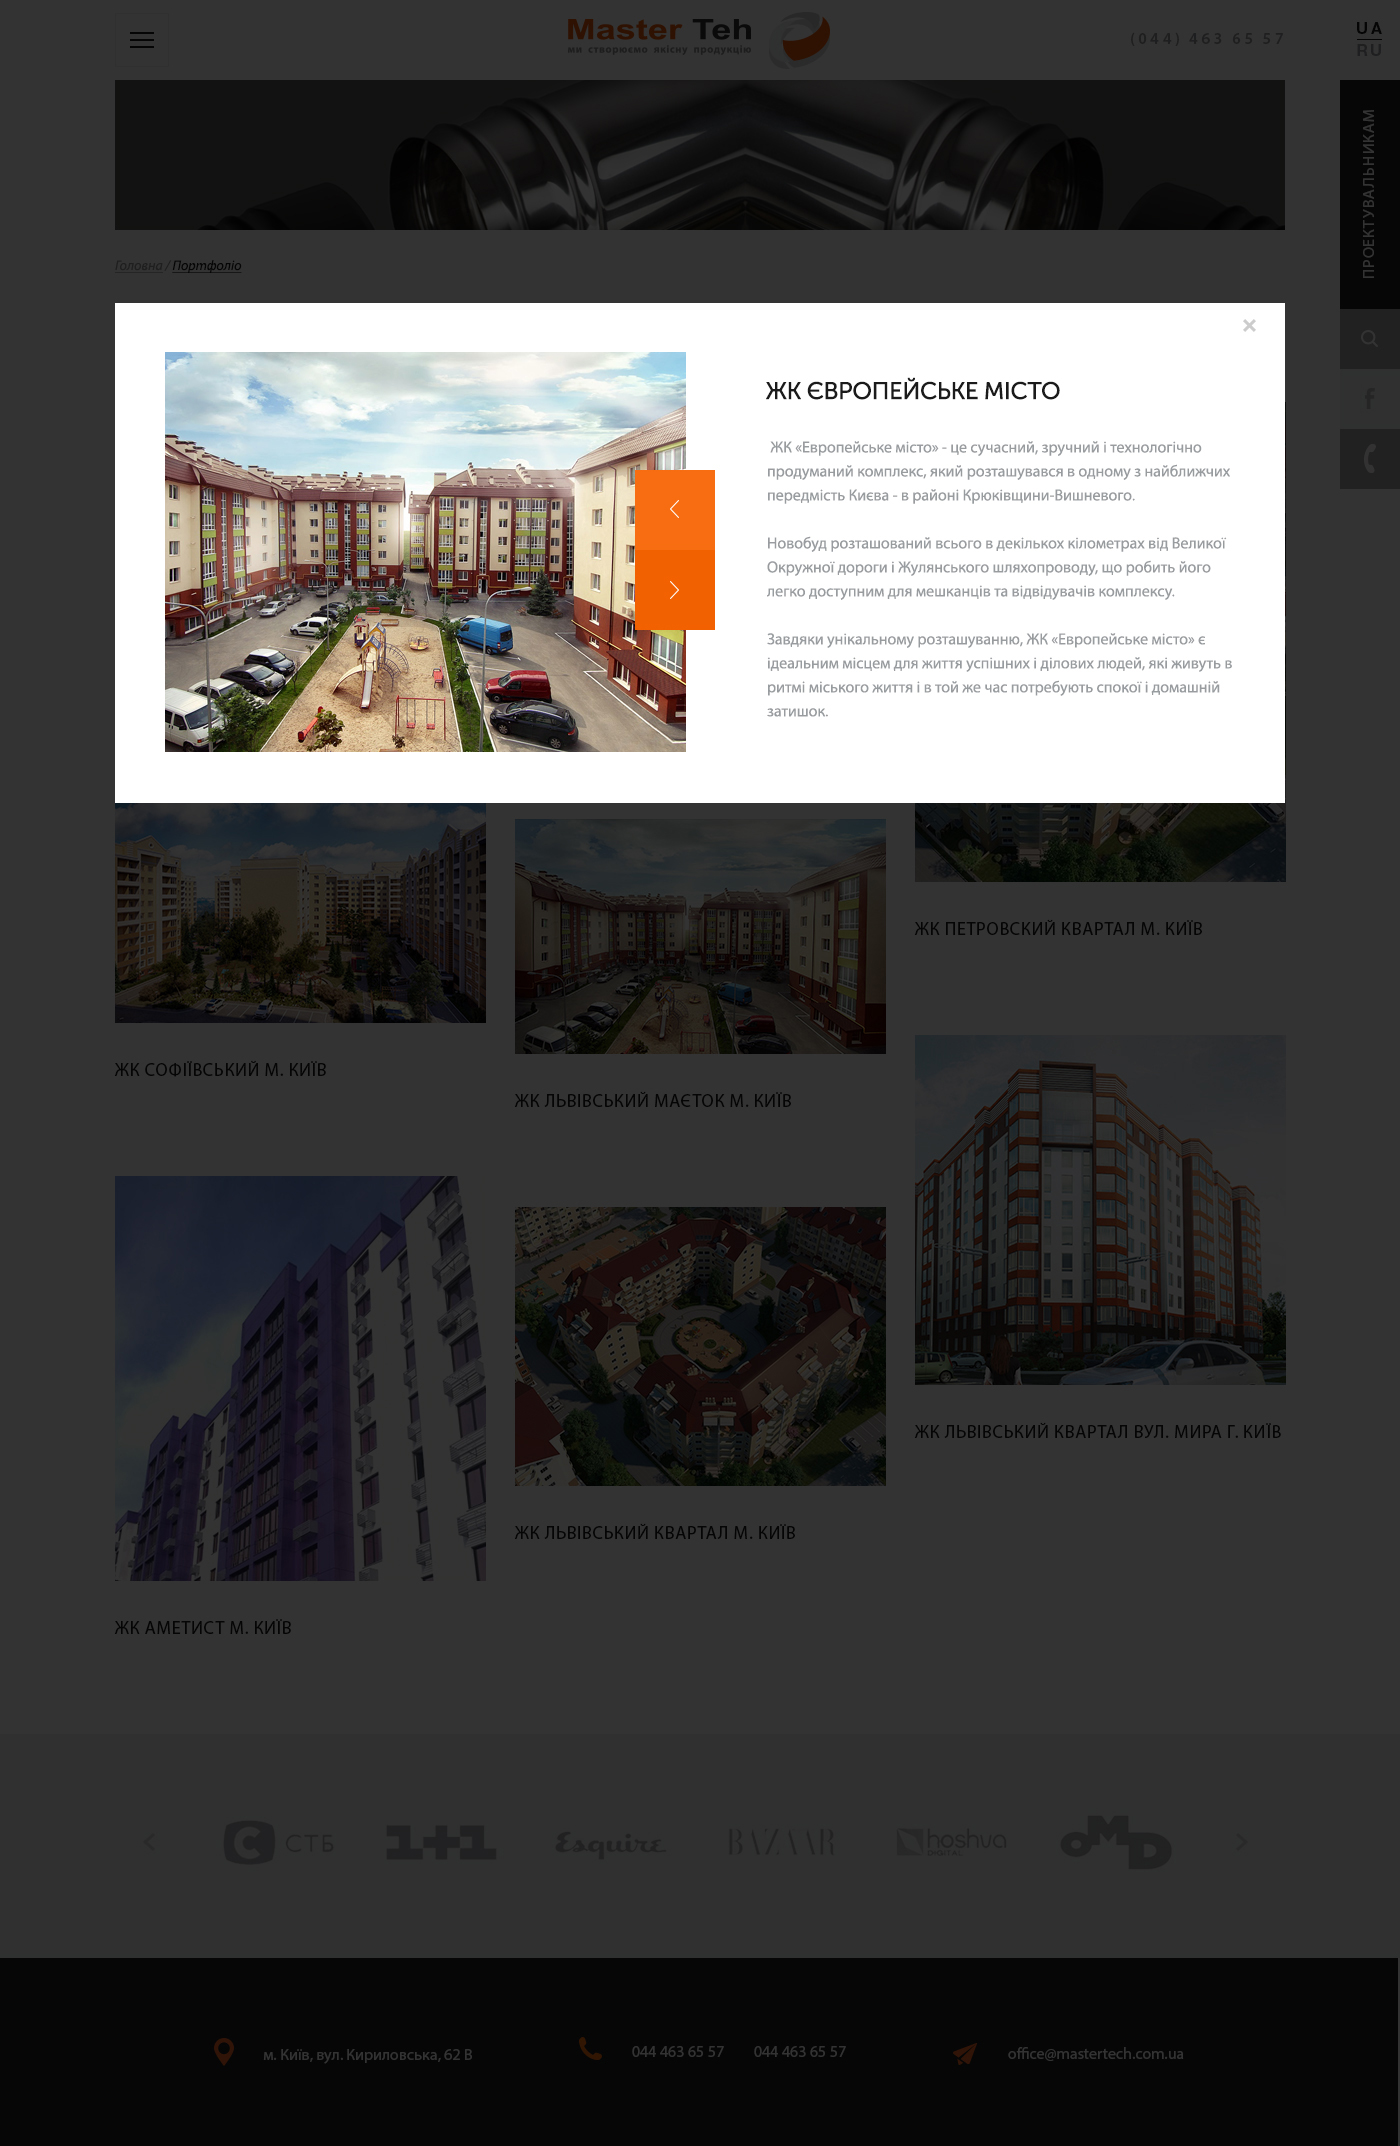 Master Teh
ми створюємо якісну продукцію
(044) 463 65 57
UA
RU
ПРОЕКТУВАЛЬНИКАМ
Головна / Портфоліо
ЖК ЄВРОПЕЙСЬКЕ МІСТО
ЖК «Европейське місто» - це сучасний, зручний і технологічно
продуманий комплекс, який розташувався в одному з найближчих
передмість Києва - в районі Крюківщини-Вишневого.
Новобуд розташований всього в декількох кілометрах від Великої
Окружної дороги і Жулянського шляхопроводу, що робить його
легко доступним для мешканців та відвідувачів комплексу.
Завдяки унікальному розташуванню, ЖК «Европейське місто» є
ідеальним місцем для життя успішних і ділових людей, які живуть в
ритмі міського життя і в той же час потребують спокої і домашній
затишок.
ЖК ПЕТРОВСКИЙ КВАРТАЛ М. КИЇВ
ЖК СОФІЇВСЬКИЙ М. КИЇВ
ЖК ЛЬВІВСЬКИЙ МАЄТОК М. КИЇВ
ЖК ЛЬВІВСЬКИЙ КВАРТАЛ ВУЛ. МИРА Г. КИЇВ
ЖК ЛЬВІВСЬКИЙ КВАРТАЛ М. КИЇВ
ЖК АМЕТИСТ М. КИЇВ
СТБ
1+1
Esquire
BAZAAR
hoshva
DIGITAL
OMD
м. Київ, вул. Кириловська, 62 В
044 463 65 57 044 463 65 57
office@mastertech.com.ua